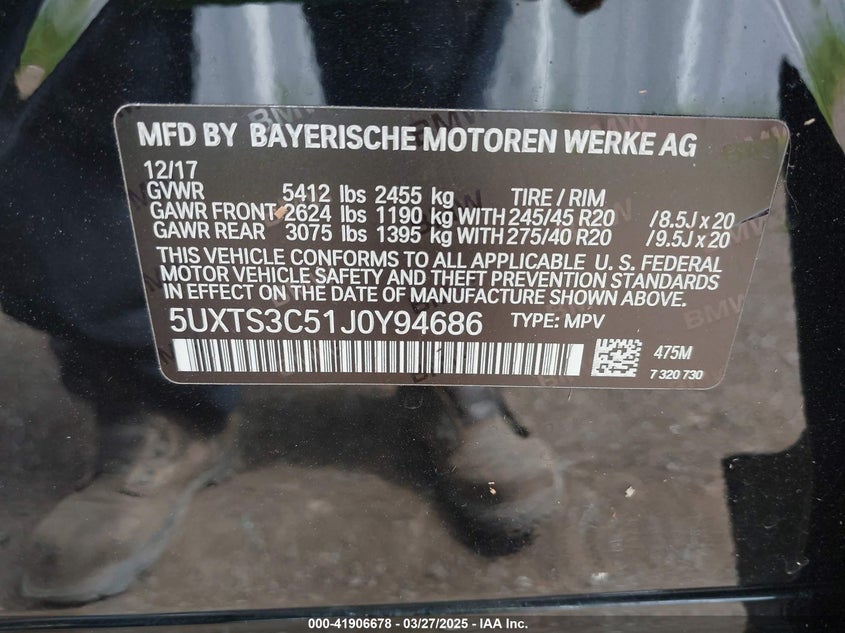 MFD BY BAYERISCHE MOTOREN WERKE AG
12/17
GVWR 5412 lbs 2455 kg TIRE / RIM
GAWR FRONT 2624 lbs 1190 kg WITH 245/45 R20 /8.5J x 20
GAWR REAR 3075 lbs 1395 kg WITH 275/40 R20 /9.5J x 20
THIS VEHICLE CONFORMS TO ALL APPLICABLE U. S. FEDERAL
MOTOR VEHICLE SAFETY AND THEFT PREVENTION STANDARDS
IN EFFECT ON THE DATE OF MANUFACTURE SHOWN ABOVE.
5UXTS3C51J0Y94686 TYPE: MPV
475M
7 320 730
000-41906678 - 03/27/2025 - IAA Inc.